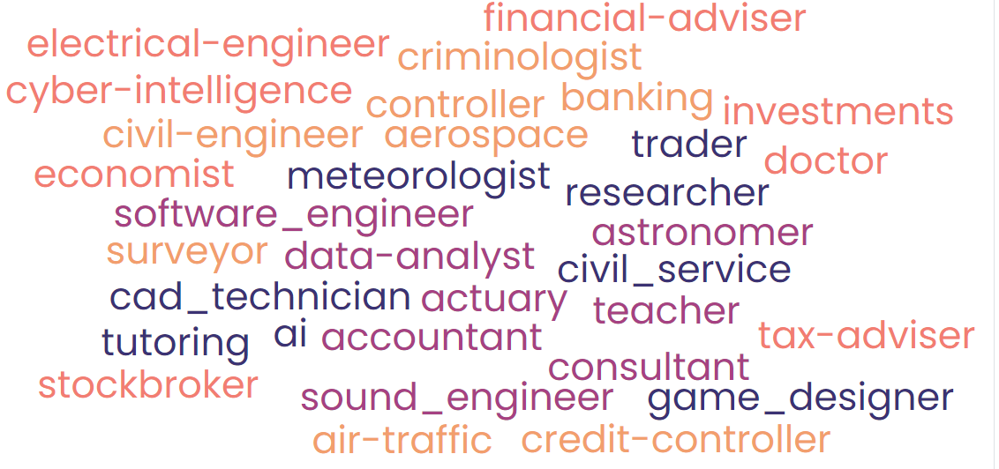 financial-adviser
electrical-engineer
criminologist
cyber-intelligence
controller
banking
investments
civil-engineer
aerospace
trader
doctor
economist
meteorologist
researcher
software_engineer
astronomer
surveyor
data-analyst
civil_service
cad_technician
actuary
teacher
tutoring
ai
accountant
tax-adviser
consultant
stockbroker
sound_engineer
game_designer
air-traffic
credit-controller